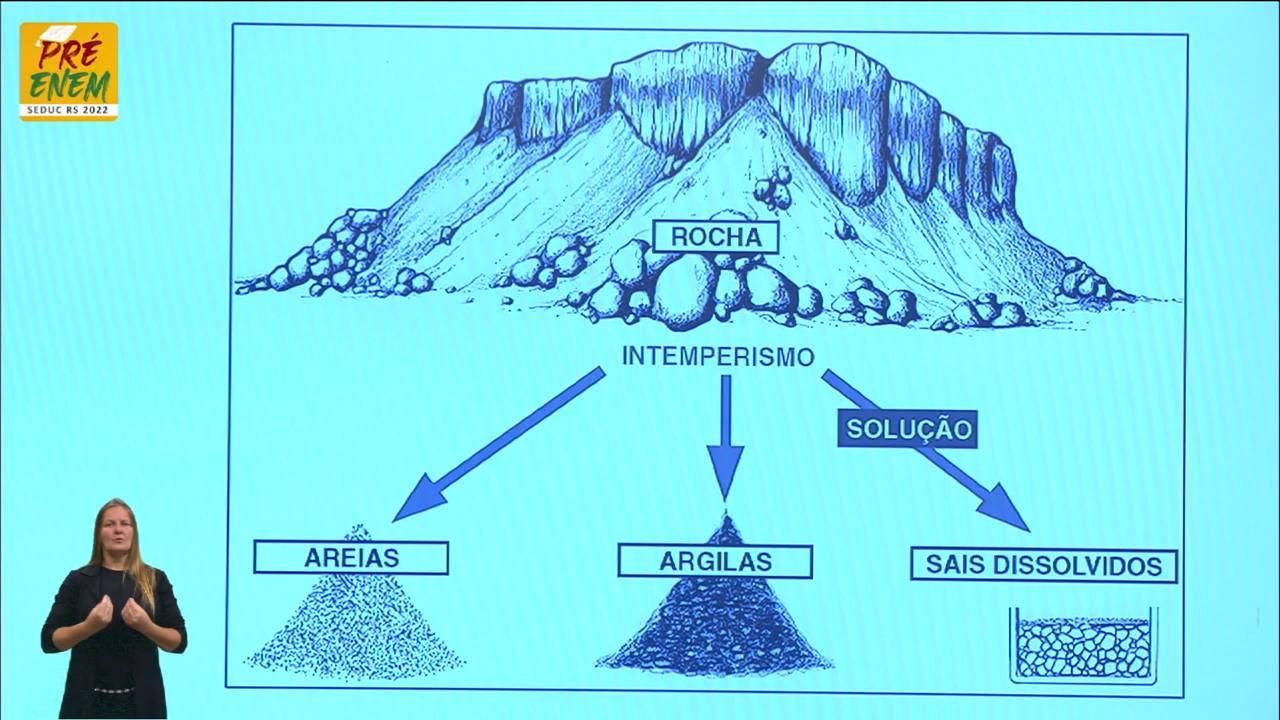 PRÉ
ENEM
SEDUC RS 2022
ROCHA
INTEMPERISMO
SOLUÇÃO
AREIAS
ARGILAS
SAIS DISSOLVIDOS